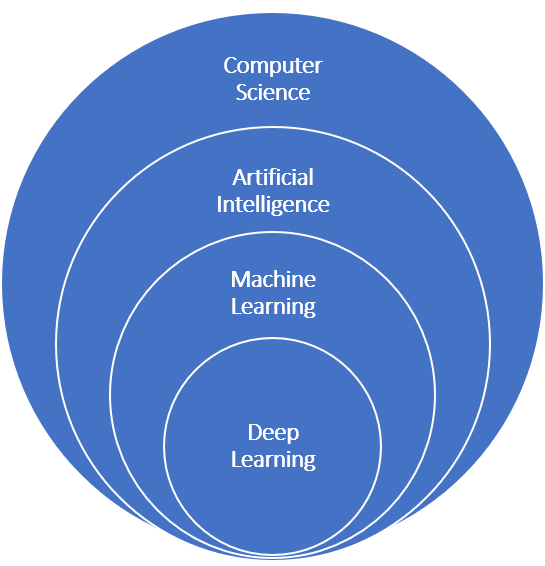 Computer
Science
Artificial
Intelligence
Machine
Learning
Deep
Learning